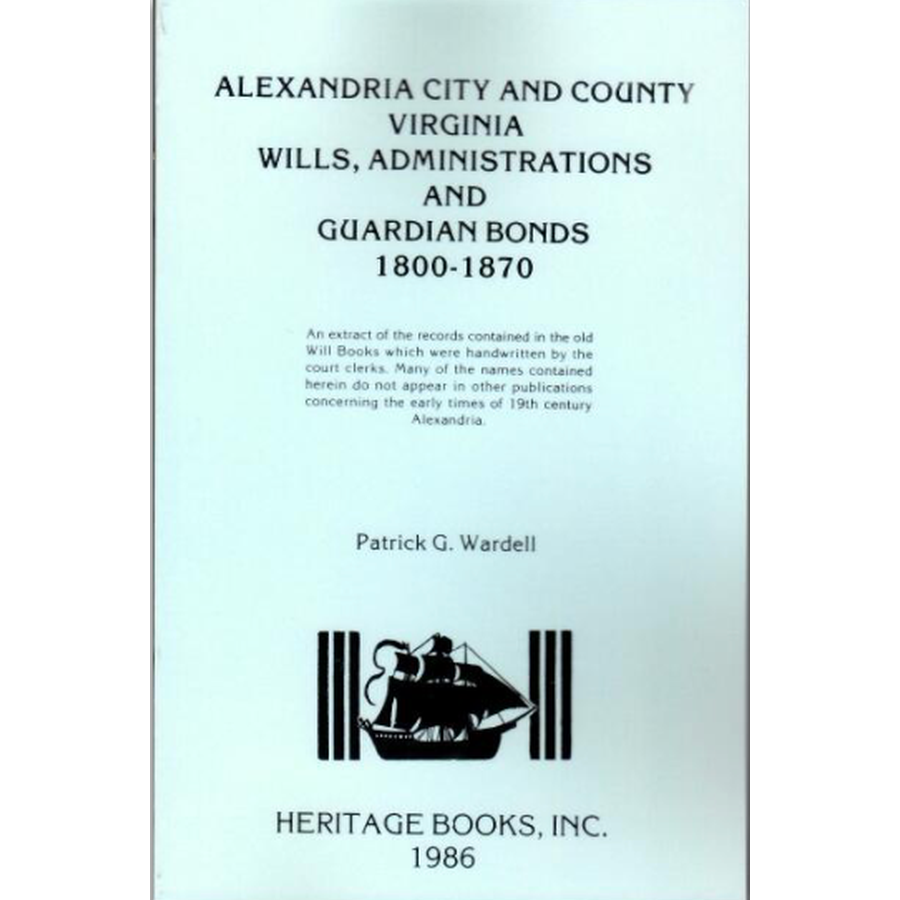 ALEXANDRIA CITY AND COUNTY
VIRGINIA
WILLS, ADMINISTRATIONS
AND
GUARDIAN BONDS
1800-1870
An extract of the records contained in the old
Will Books which were handwritten by the
court clerks. Many of the names contained
herein do not appear in other publications
concerning the early times of 19th century
Alexandria.
Patrick G. Wardell
HERITAGE BOOKS, INC.
1986